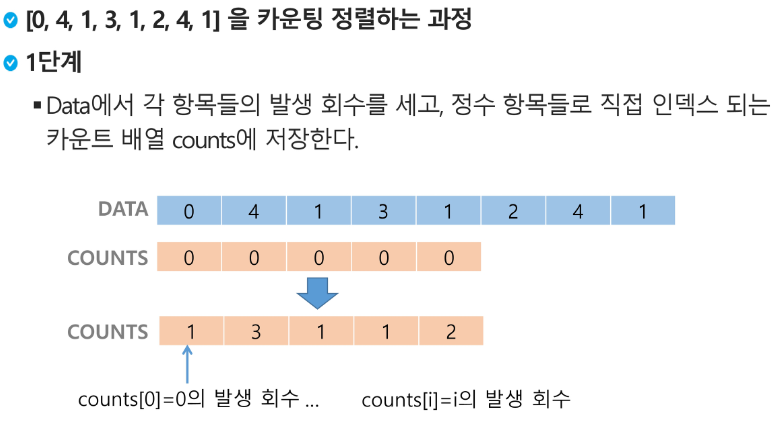 [0, 4, 1, 3, 1, 2, 4, 1] 을 카운팅 정렬하는 과정
1단계
Data에서 각 항목들의 발생 회수를 세고, 정수 항목들로 직접 인덱스 되는
카운트 배열 counts에 저장한다.
DATA 0 4 1 3 1 2 4 1
COUNTS 0 0 0 0 0
COUNTS 1 3 1 1 2
counts[0]=0의 발생 회수 ... counts[i]=i의 발생 회수